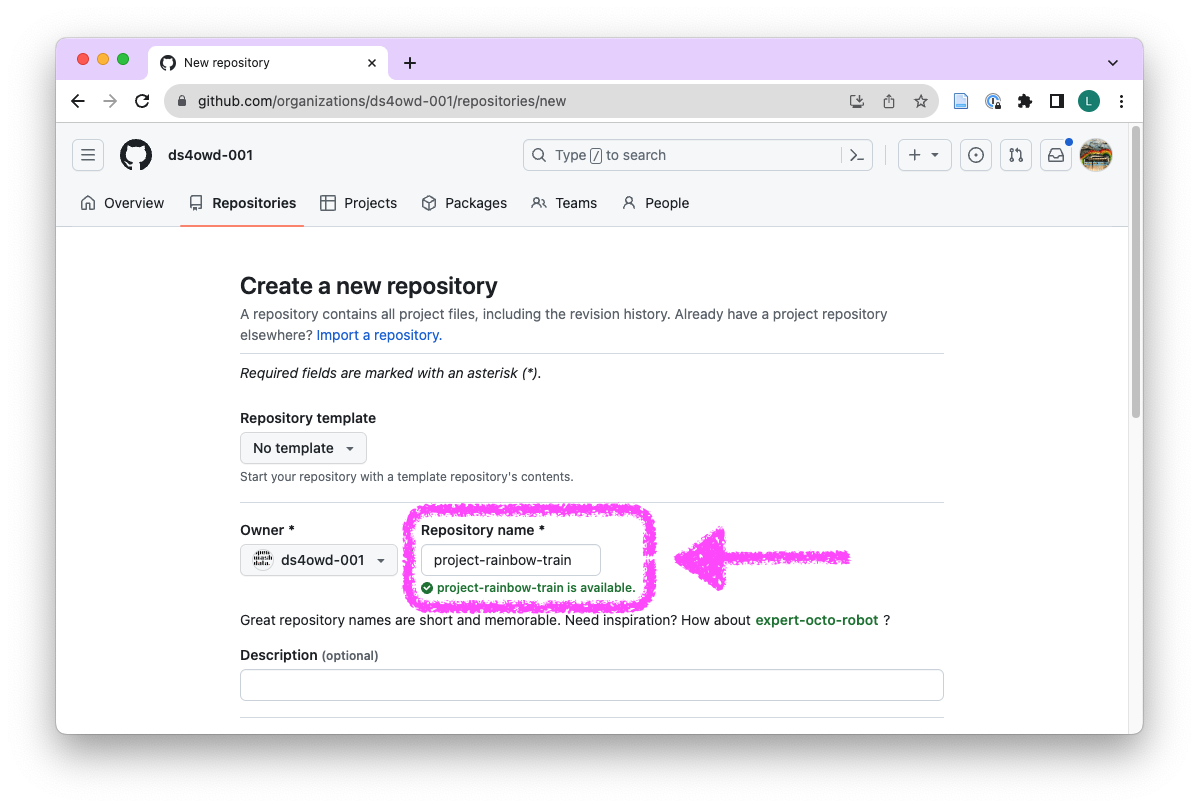 New repository
github.com/organizations/ds4owd-001/repositories/new
L
ds4owd-001
Type / to search
Overview
Repositories
Projects
Packages
Teams
People
Create a new repository
A repository contains all project files, including the revision history. Already have a project repository
elsewhere? Import a repository.
Required fields are marked with an asterisk (*).
Repository template
No template
Start your repository with a template repository's contents.
Owner *
Repository name *
ds4owd-001
project-rainbow-train
project-rainbow-train is available.
Great repository names are short and memorable. Need inspiration? How about expert-octo-robot ?
Description (optional)